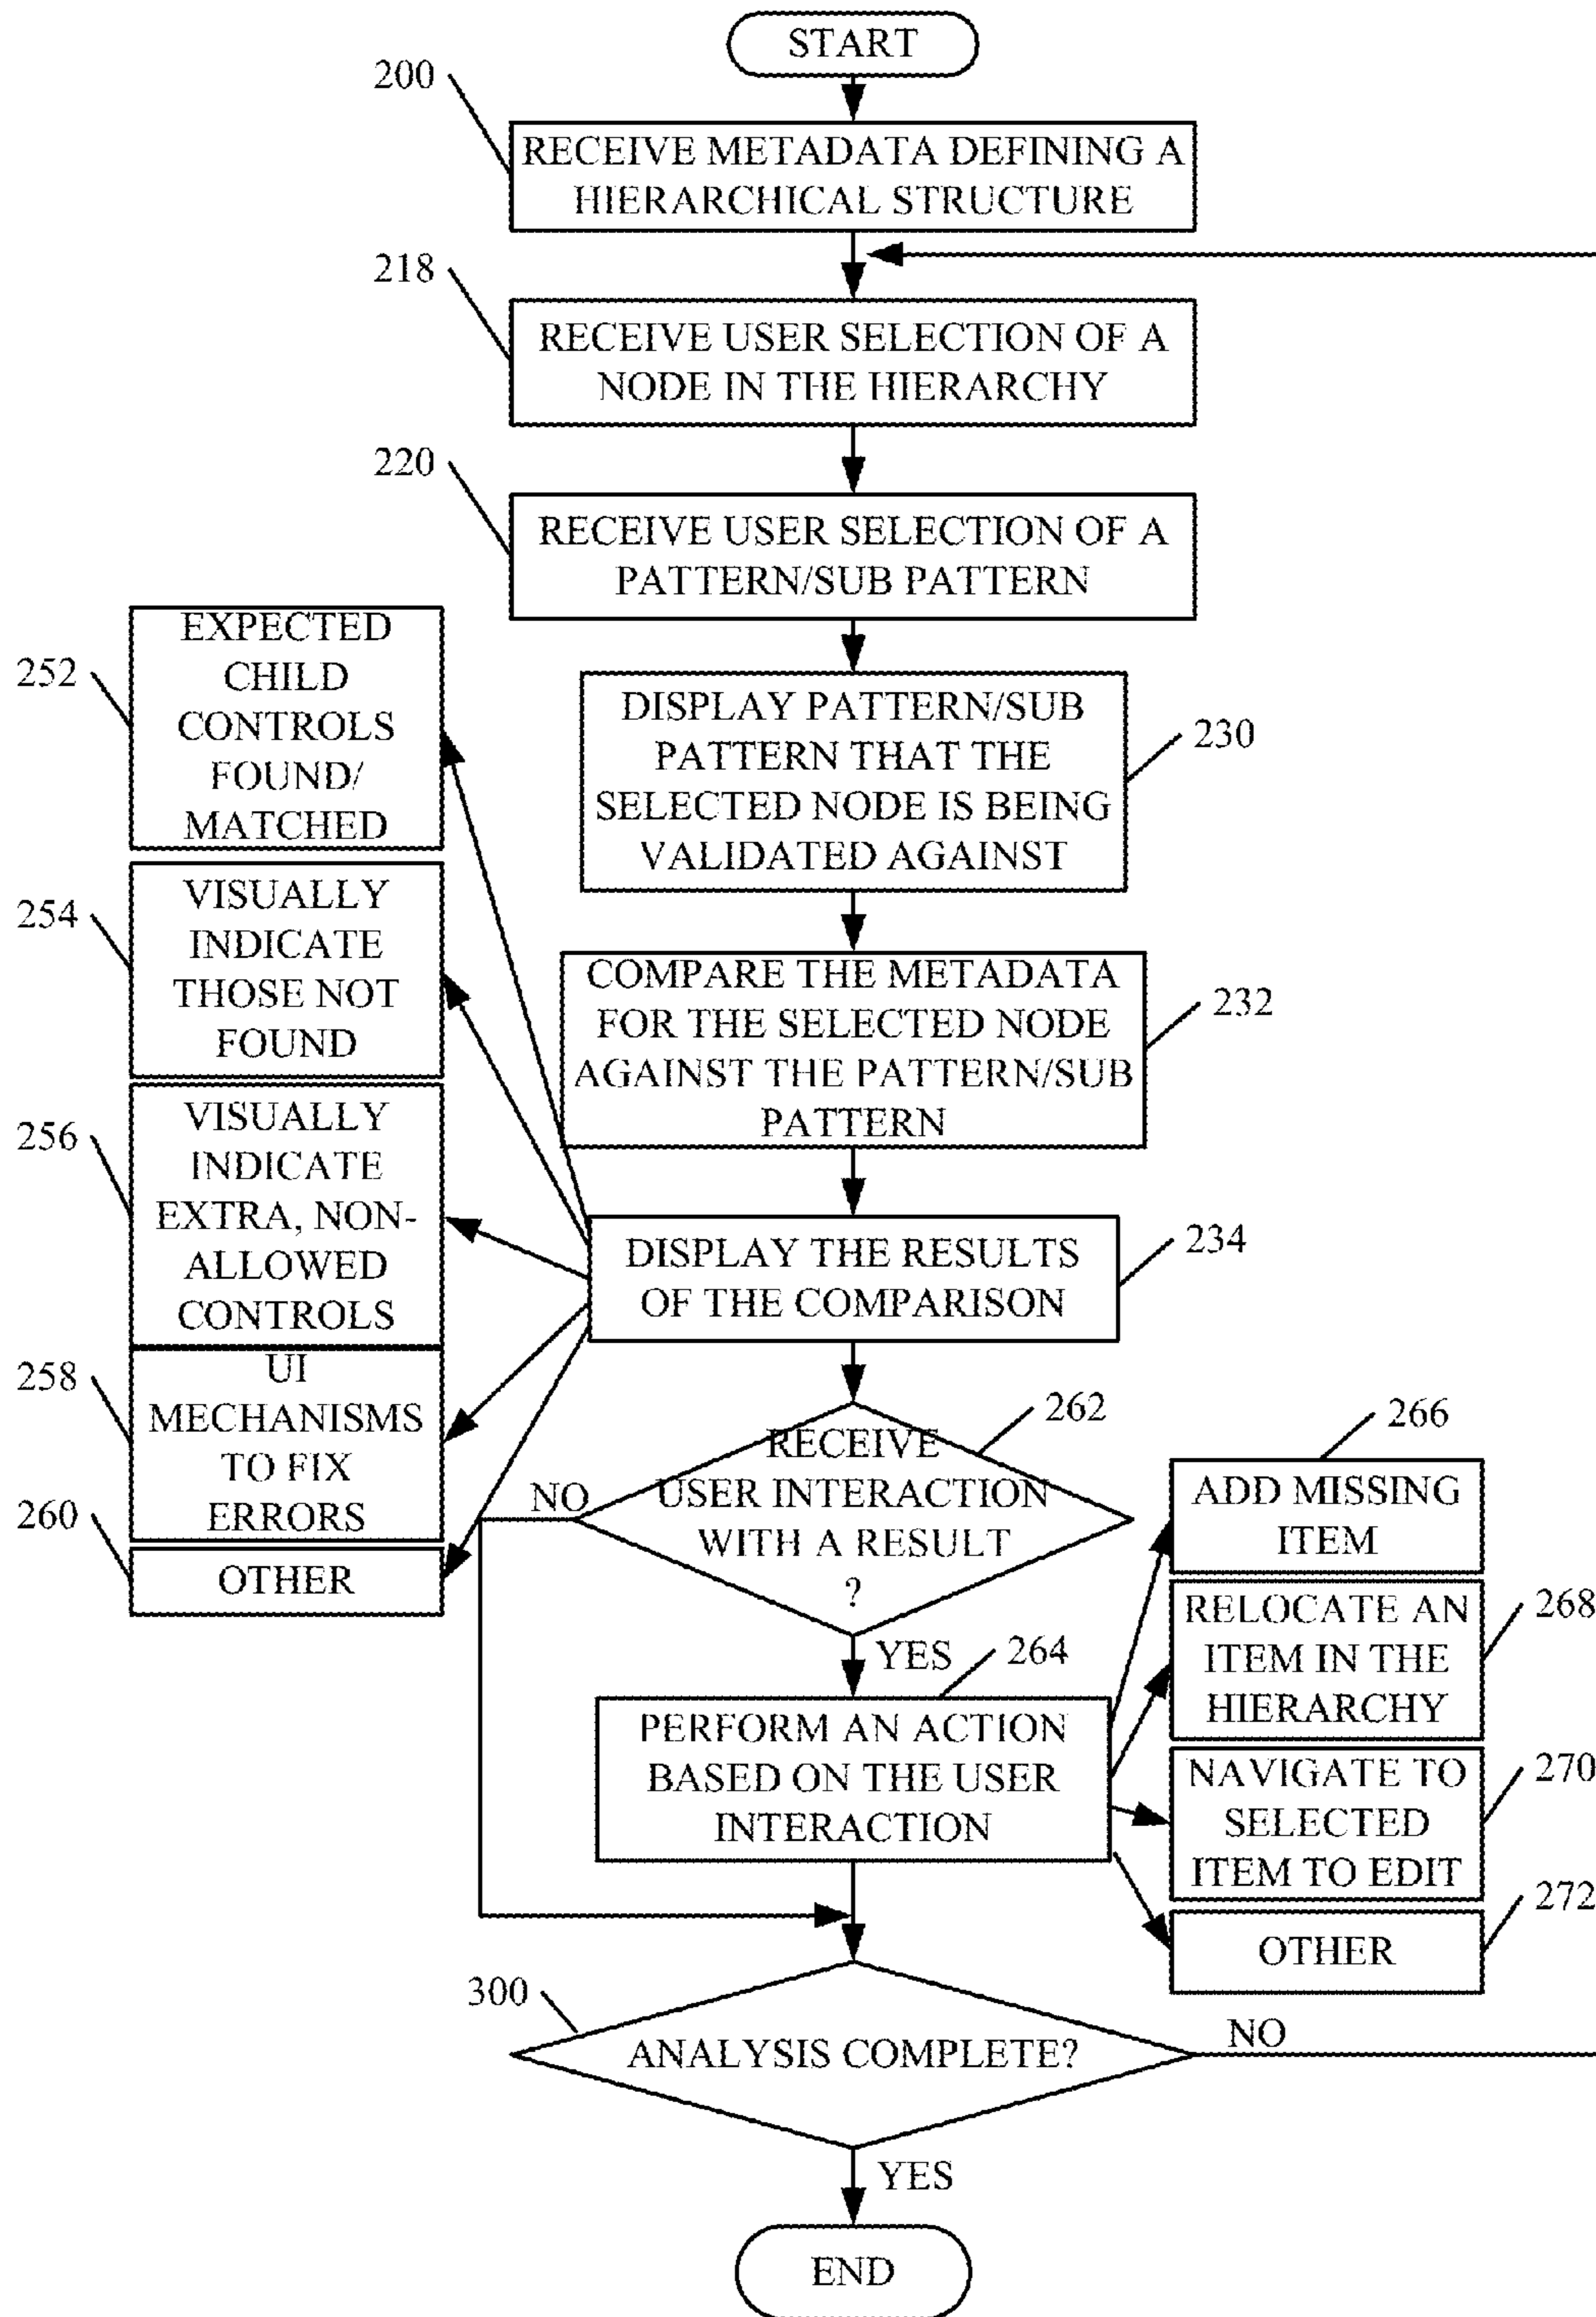 START
200
RECEIVE METADATA DEFINING A
HIERARCHICAL STRUCTURE
218
RECEIVE USER SELECTION OF A
NODE IN THE HIERARCHY
220
RECEIVE USER SELECTION OF A
PATTERN/SUB PATTERN
252
EXPECTED
CHILD
CONTROLS
FOUND/
MATCHED
DISPLAY PATTERN/SUB
PATTERN THAT THE
SELECTED NODE IS BEING
VALIDATED AGAINST
230
254
VISUALLY
INDICATE
THOSE NOT
FOUND
COMPARE THE METADATA
FOR THE SELECTED NODE
AGAINST THE PATTERN/SUB
PATTERN
232
256
VISUALLY
INDICATE
EXTRA, NON-
ALLOWED
CONTROLS
DISPLAY THE RESULTS
OF THE COMPARISON
234
258
UI
MECHANISMS
TO FIX
ERRORS
260
OTHER
262
RECEIVE
USER INTERACTION
WITH A RESULT
?
NO
YES
264
PERFORM AN ACTION
BASED ON THE USER
INTERACTION
266
ADD MISSING
ITEM
RELOCATE AN
ITEM IN THE
HIERARCHY
268
NAVIGATE TO
SELECTED
ITEM TO EDIT
270
OTHER
272
300
ANALYSIS COMPLETE?
NO
YES
END